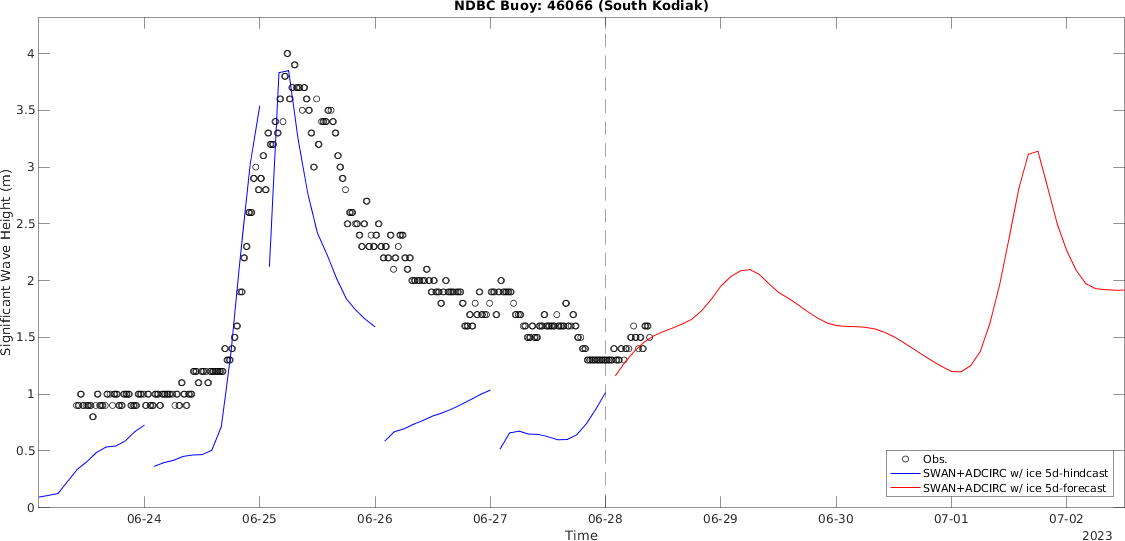 NDBC Buoy: 46066 (South Kodiak)
Significant Wave Height (m)
4
3.5
3
2.5
2
1.5
1
0.5
0
Obs.
SWAN+ADCIRC w/ ice 5d-hindcast
SWAN+ADCIRC w/ ice 5d-forecast
06-24 06-25 06-26 06-27 06-28 06-29 06-30 07-01 07-02
Time
2023